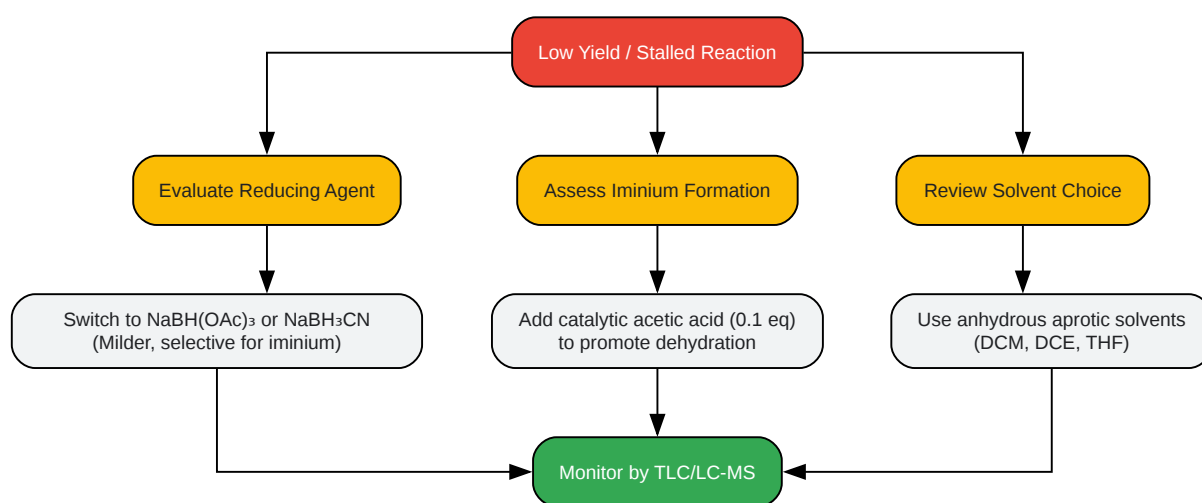 Low Yield / Stalled Reaction
Evaluate Reducing Agent
Assess Iminium Formation
Review Solvent Choice
Switch to NaBH(OAc)₃ or NaBH₃CN
(Milder, selective for iminium)
Add catalytic acetic acid (0.1 eq)
to promote dehydration
Use anhydrous aprotic solvents
(DCM, DCE, THF)
Monitor by TLC/LC-MS